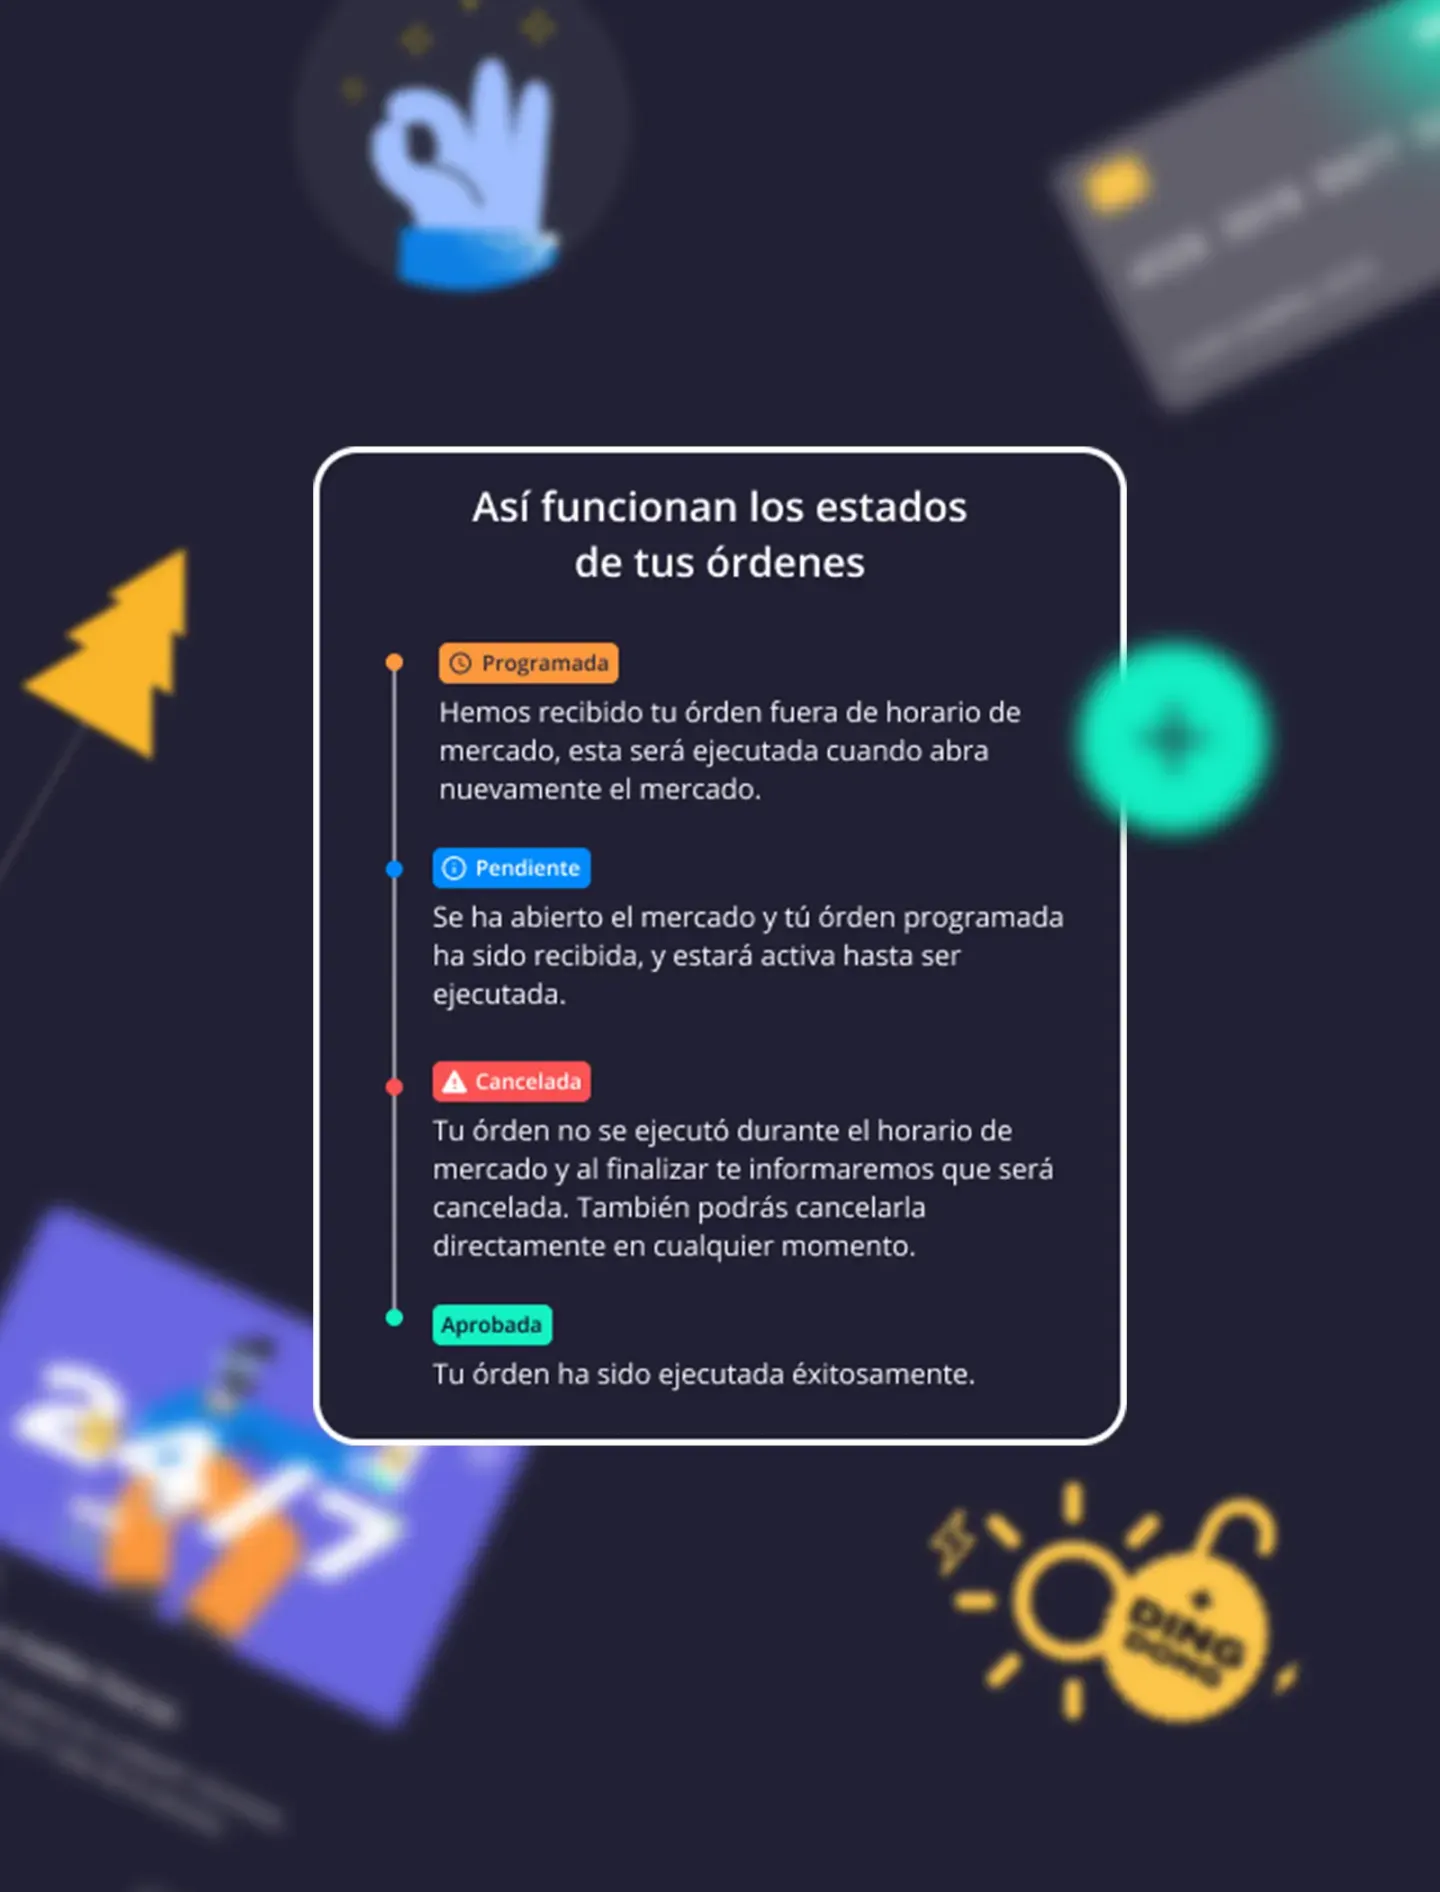 Así funcionan los estados
de tus órdenes
Programada
Hemos recibido tu órden fuera de horario de
mercado, esta será ejecutada cuando abra
nuevamente el mercado.
Pendiente
Se ha abierto el mercado y tú órden programada
ha sido recibida, y estará activa hasta ser
ejecutada.
Cancelada
Tu órden no se ejecutó durante el horario de
mercado y al finalizar te informaremos que será
cancelada. También podrás cancelarla
directamente en cualquier momento.
Aprobada
Tu órden ha sido ejecutada éxitosamente.
24/7
DING
DONG